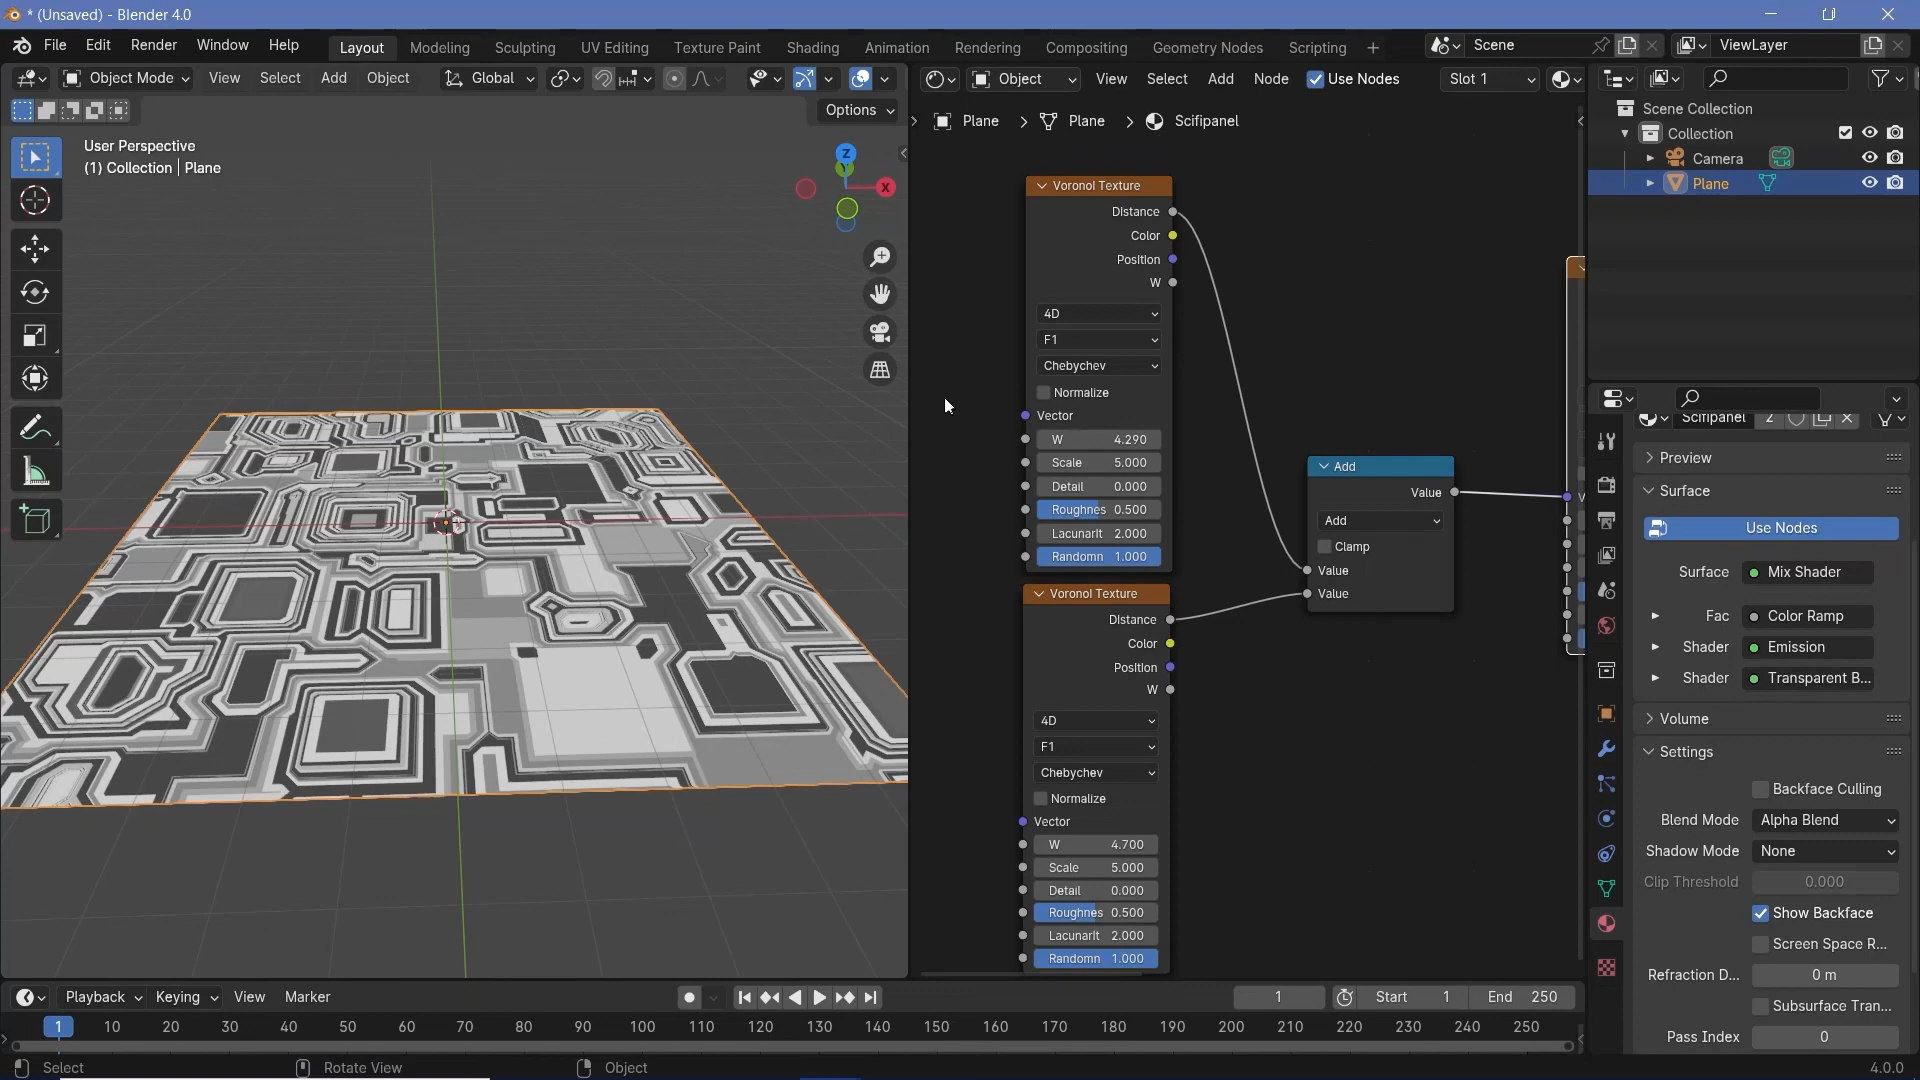 * (Unsaved) - Blender 4.0
File Edit Render Window Help Layout Modeling Sculpting UV Editing Texture Paint Shading Animation Rendering Compositing Geometry Nodes Scripting + Scene ViewLayer
Object Mode View Select Add Object Global
Options
User Perspective
(1) Collection | Plane
Z
X
Object View Select Add Node Use Nodes Slot 1
Plane > Plane > Scifipanel
Voronoi Texture
Distance
Color
Position
W
4D
F1
Chebychev
Normalize
Vector
W 4.290
Scale 5.000
Detail 0.000
Roughnes 0.500
Lacunarit 2.000
Randomn 1.000
Voronoi Texture
Distance
Color
Position
W
4D
F1
Chebychev
Normalize
Vector
W 4.700
Scale 5.000
Detail 0.000
Roughnes 0.500
Lacunarit 2.000
Randomn 1.000
Add
Value
Add
Clamp
Value
Value
V
Scene Collection
Collection
Camera
Plane
Scifipanel 2
Preview
Surface
Use Nodes
Surface Mix Shader
Fac Color Ramp
Shader Emission
Shader Transparent B...
Volume
Settings
Backface Culling
Blend Mode Alpha Blend
Shadow Mode None
Clip Threshold 0.000
Show Backface
Screen Space R...
Refraction D... 0 m
Subsurface Tran...
Pass Index 0
Playback Keying View Marker 1 Start 1 End 250
1 10 20 30 40 50 60 70 80 90 100 110 120 130 140 150 160 170 180 190 200 210 220 230 240 250
Select Rotate View Object 4.0.0